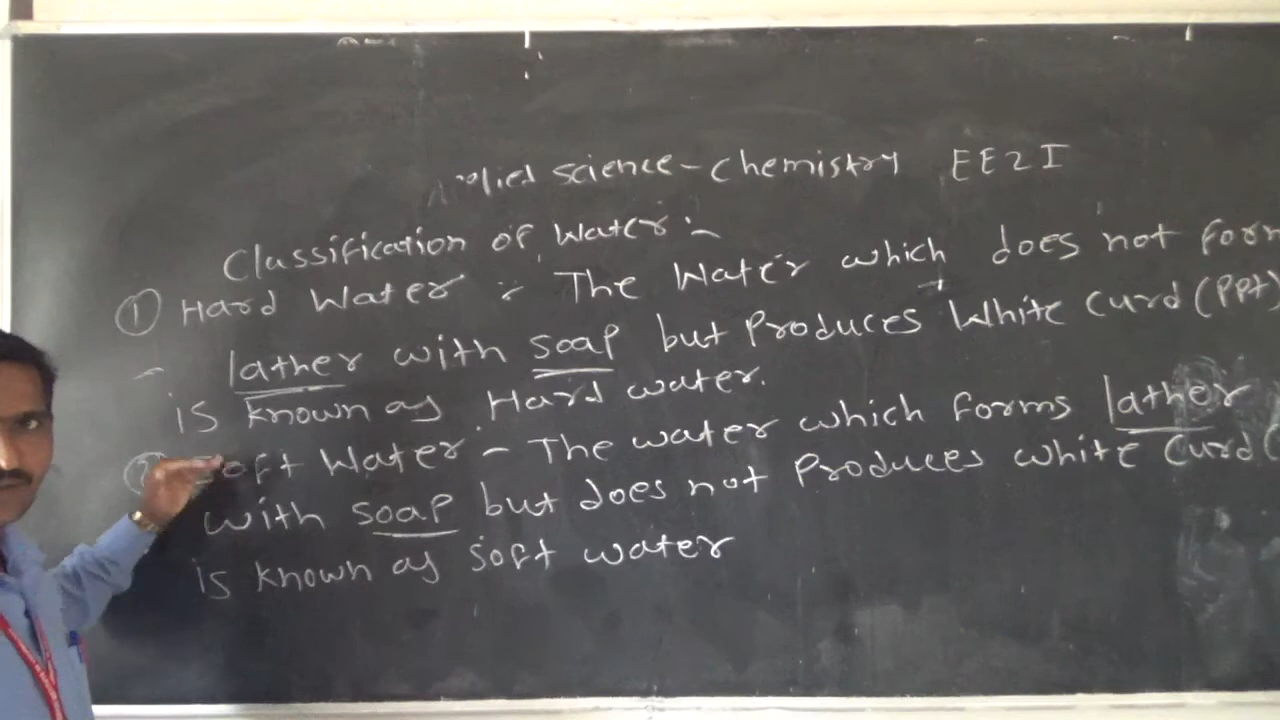 Applied Science - Chemistry EE2I
Classification of Water :-
① Hard Water :- The Water which does not form
lather with soap but Produces White Curd (PPt)
is known as Hard water.
② Soft Water :- The water which forms lather
with soap but does not Produces white Curd (
is known as soft water